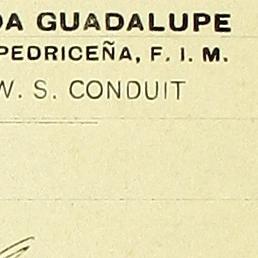 DA GUADALUPE
PEDRICEÑA, F. I. M.
W. S. CONDUIT